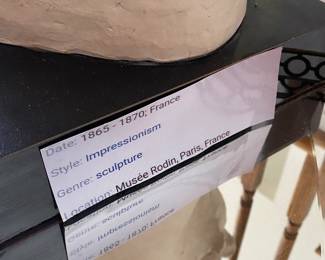 Date: 1865 - 1870; France
Style: Impressionism
Genre: sculpture
Location: Musée Rodin, Paris, France